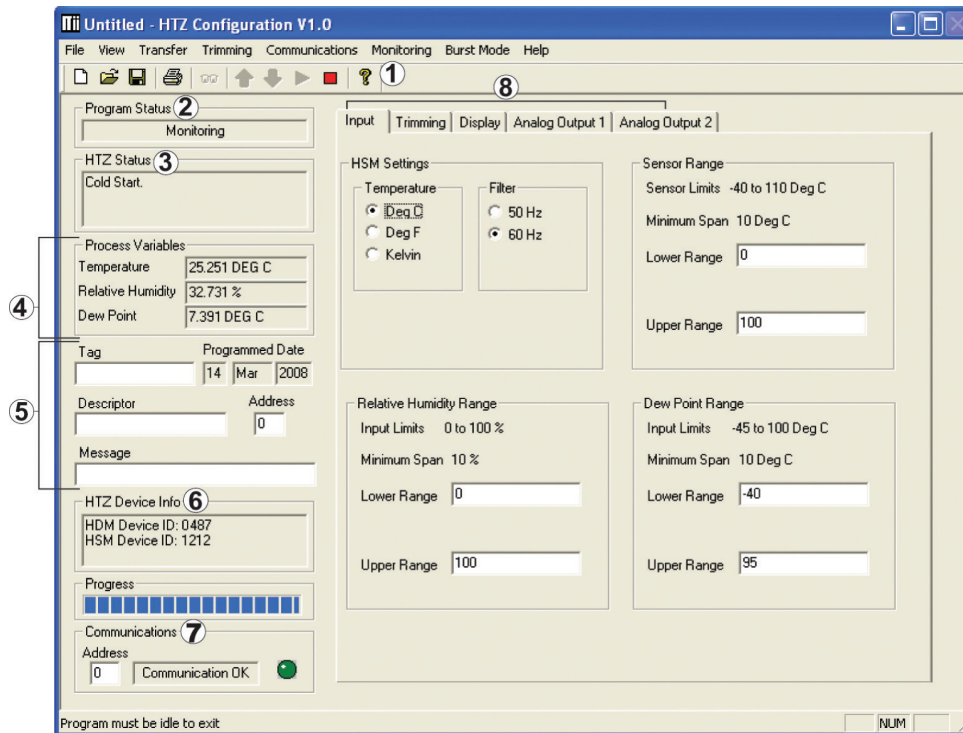 Untitled - HTZ Configuration V1.0
File View Transfer Trimming Communications Monitoring Burst Mode Help
1
8
Program Status 2
Monitoring
HTZ Status 3
Cold Start.
4
Process Variables
Temperature 25.251 DEG C
Relative Humidity 32.731 %
Dew Point 7.391 DEG C
5
Tag Programmed Date
14 Mar 2008
Descriptor Address
0
Message
HTZ Device Info 6
HDM Device ID: 0487
HSM Device ID: 1212
Progress
Communications 7
Address
0 Communication OK
Input Trimming Display Analog Output 1 Analog Output 2
HSM Settings
Temperature
Deg C
Deg F
Kelvin
Filter
50 Hz
60 Hz
Sensor Range
Sensor Limits -40 to 110 Deg C
Minimum Span 10 Deg C
Lower Range 0
Upper Range 100
Relative Humidity Range
Input Limits 0 to 100 %
Minimum Span 10 %
Lower Range 0
Upper Range 100
Dew Point Range
Input Limits -45 to 100 Deg C
Minimum Span 10 Deg C
Lower Range -40
Upper Range 95
Program must be idle to exit
NUM